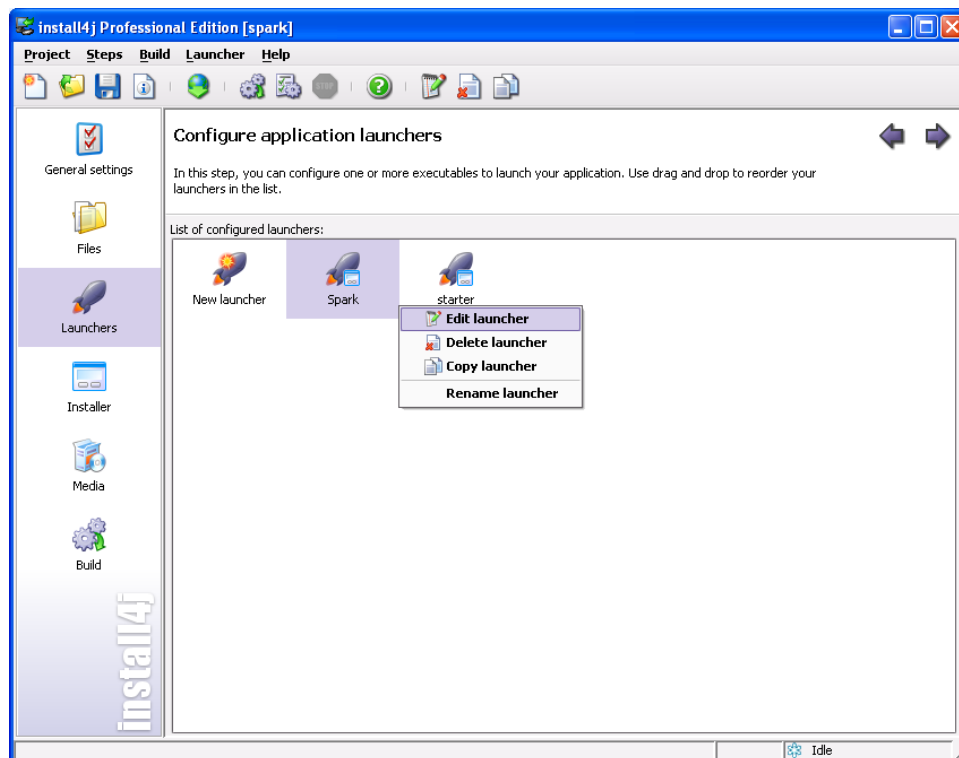 install4j Professional Edition [spark]
Project Steps Build Launcher Help
STOP
General settings
Files
Launchers
Installer
Media
Build
install4j
Configure application launchers
In this step, you can configure one or more executables to launch your application. Use drag and drop to reorder your
launchers in the list.
List of configured launchers:
New launcher
Spark
starter
Edit launcher
Delete launcher
Copy launcher
Rename launcher
Idle